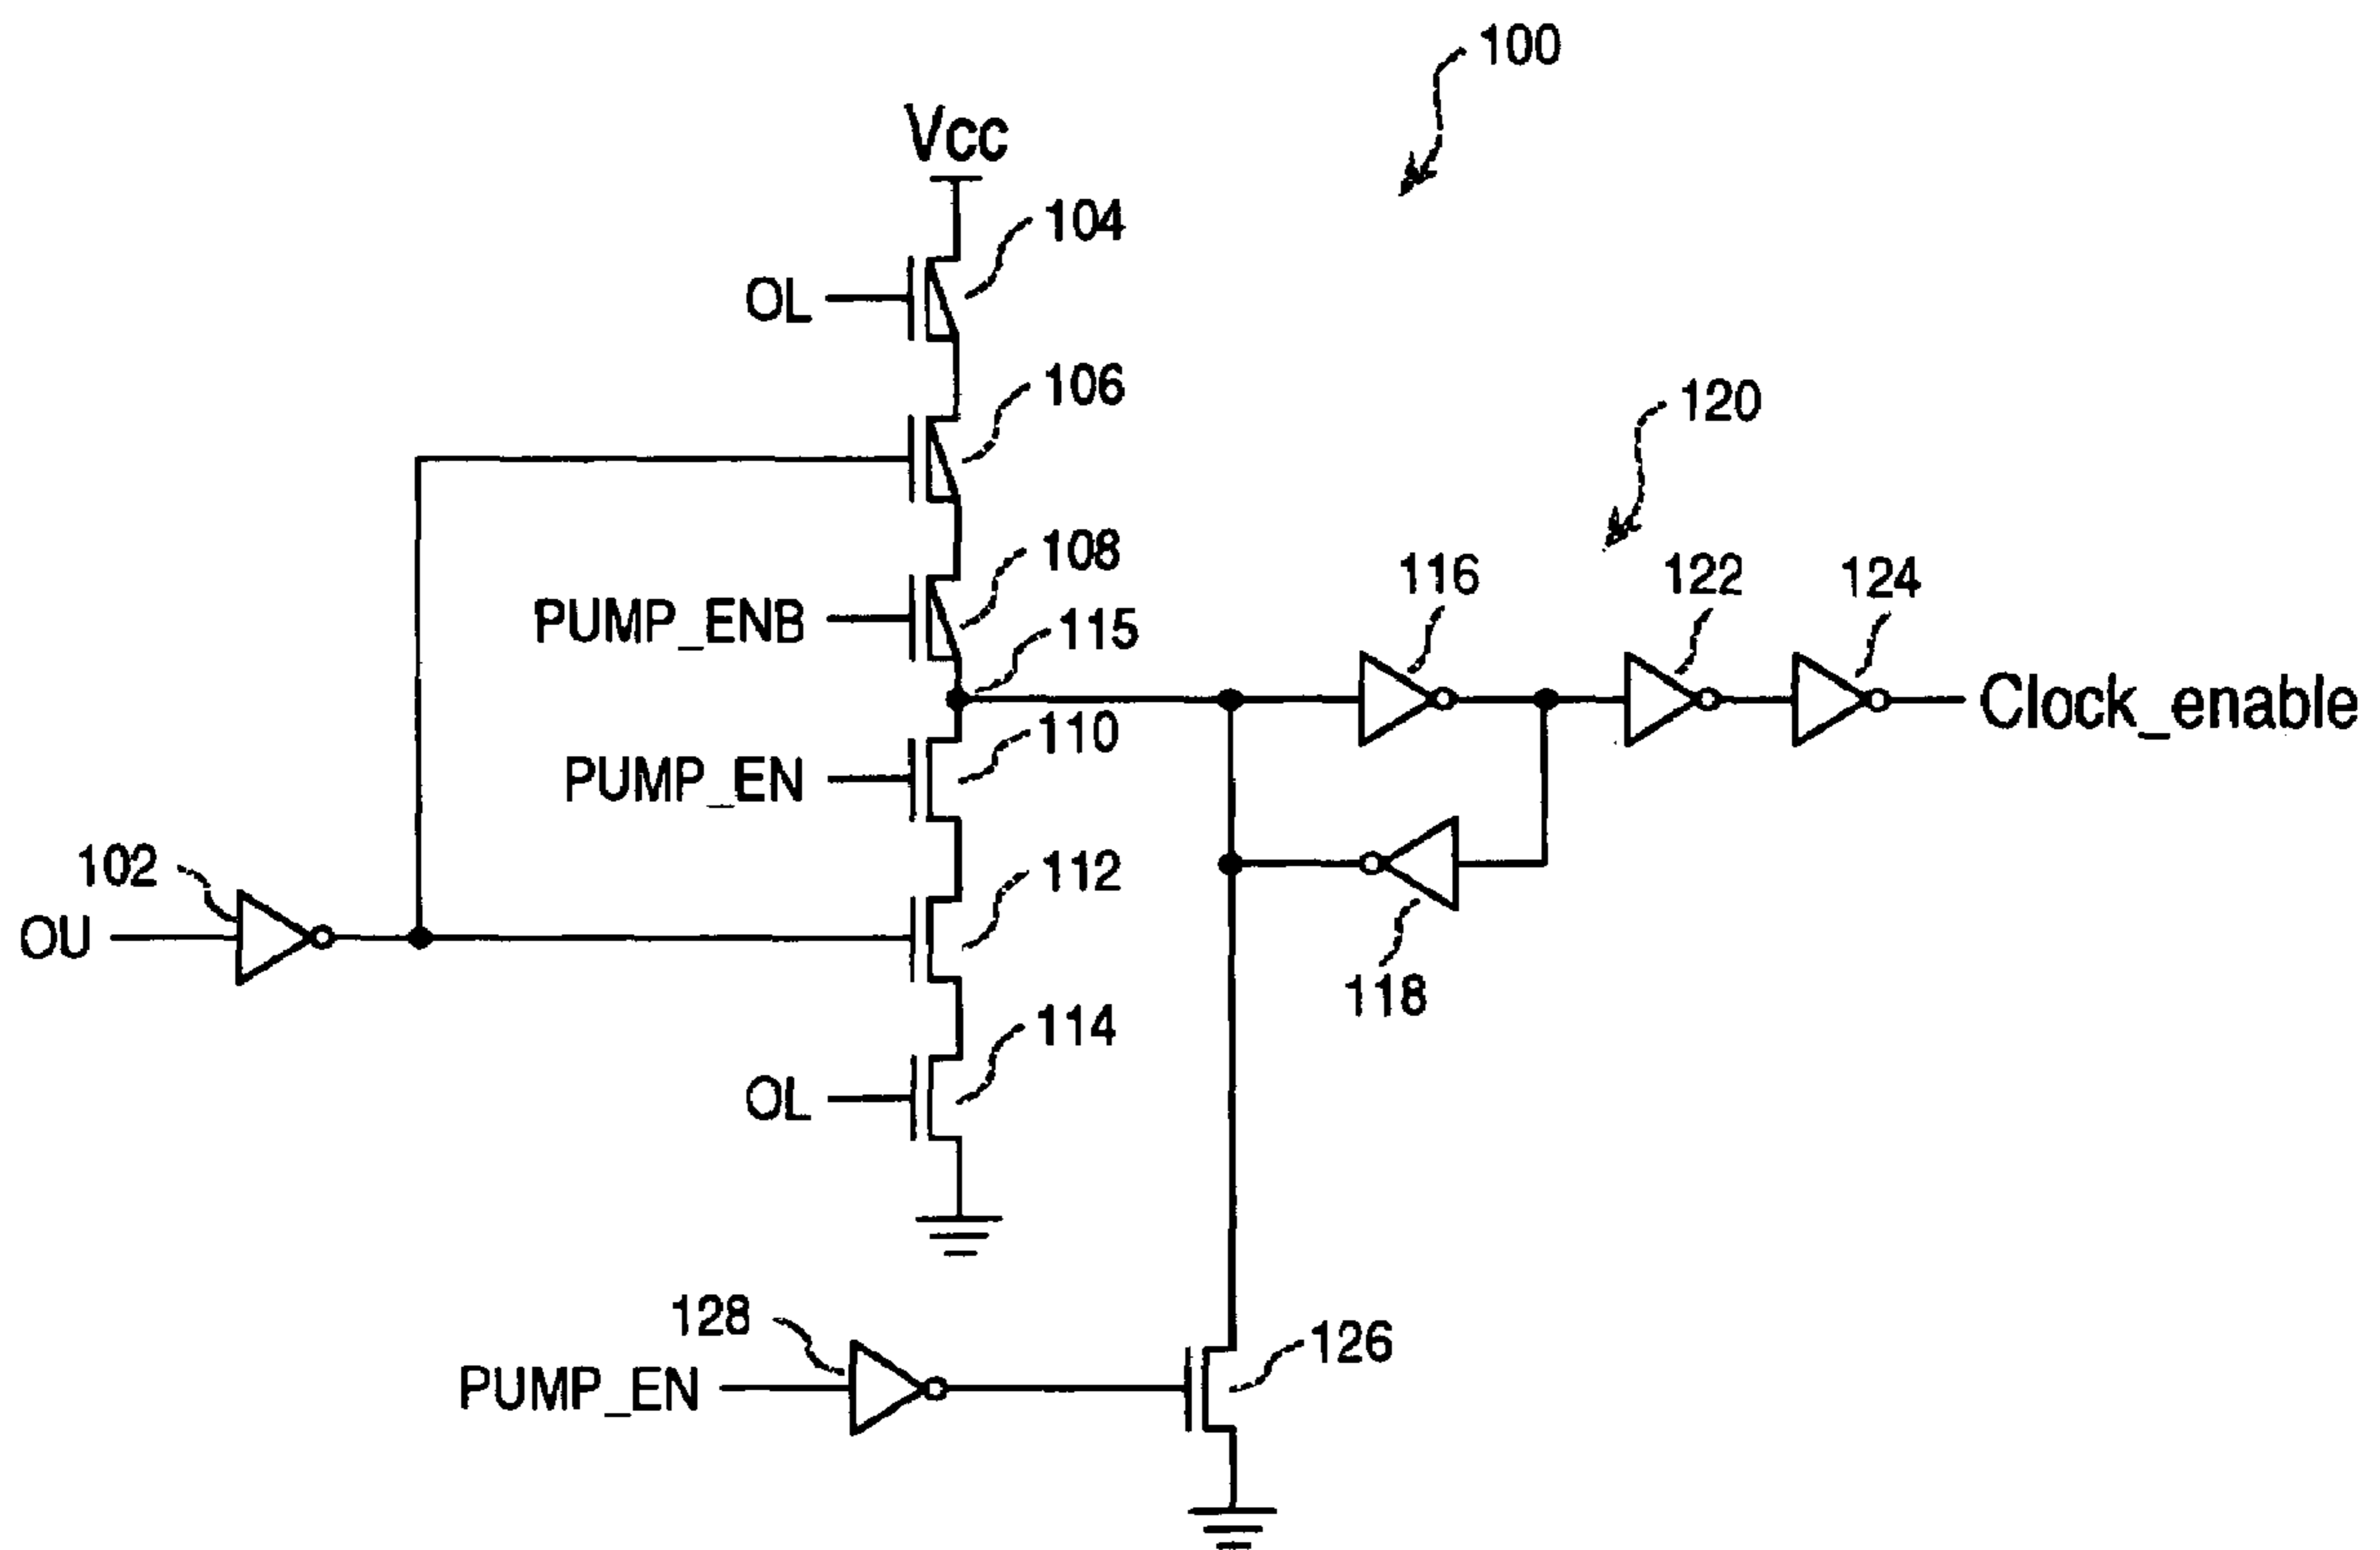 100
Vcc
104
OL
106
120
108
PUMP_ENB
115
116
122
124
Clock_enable
110
PUMP_EN
102
112
OU
118
114
OL
128
126
PUMP_EN